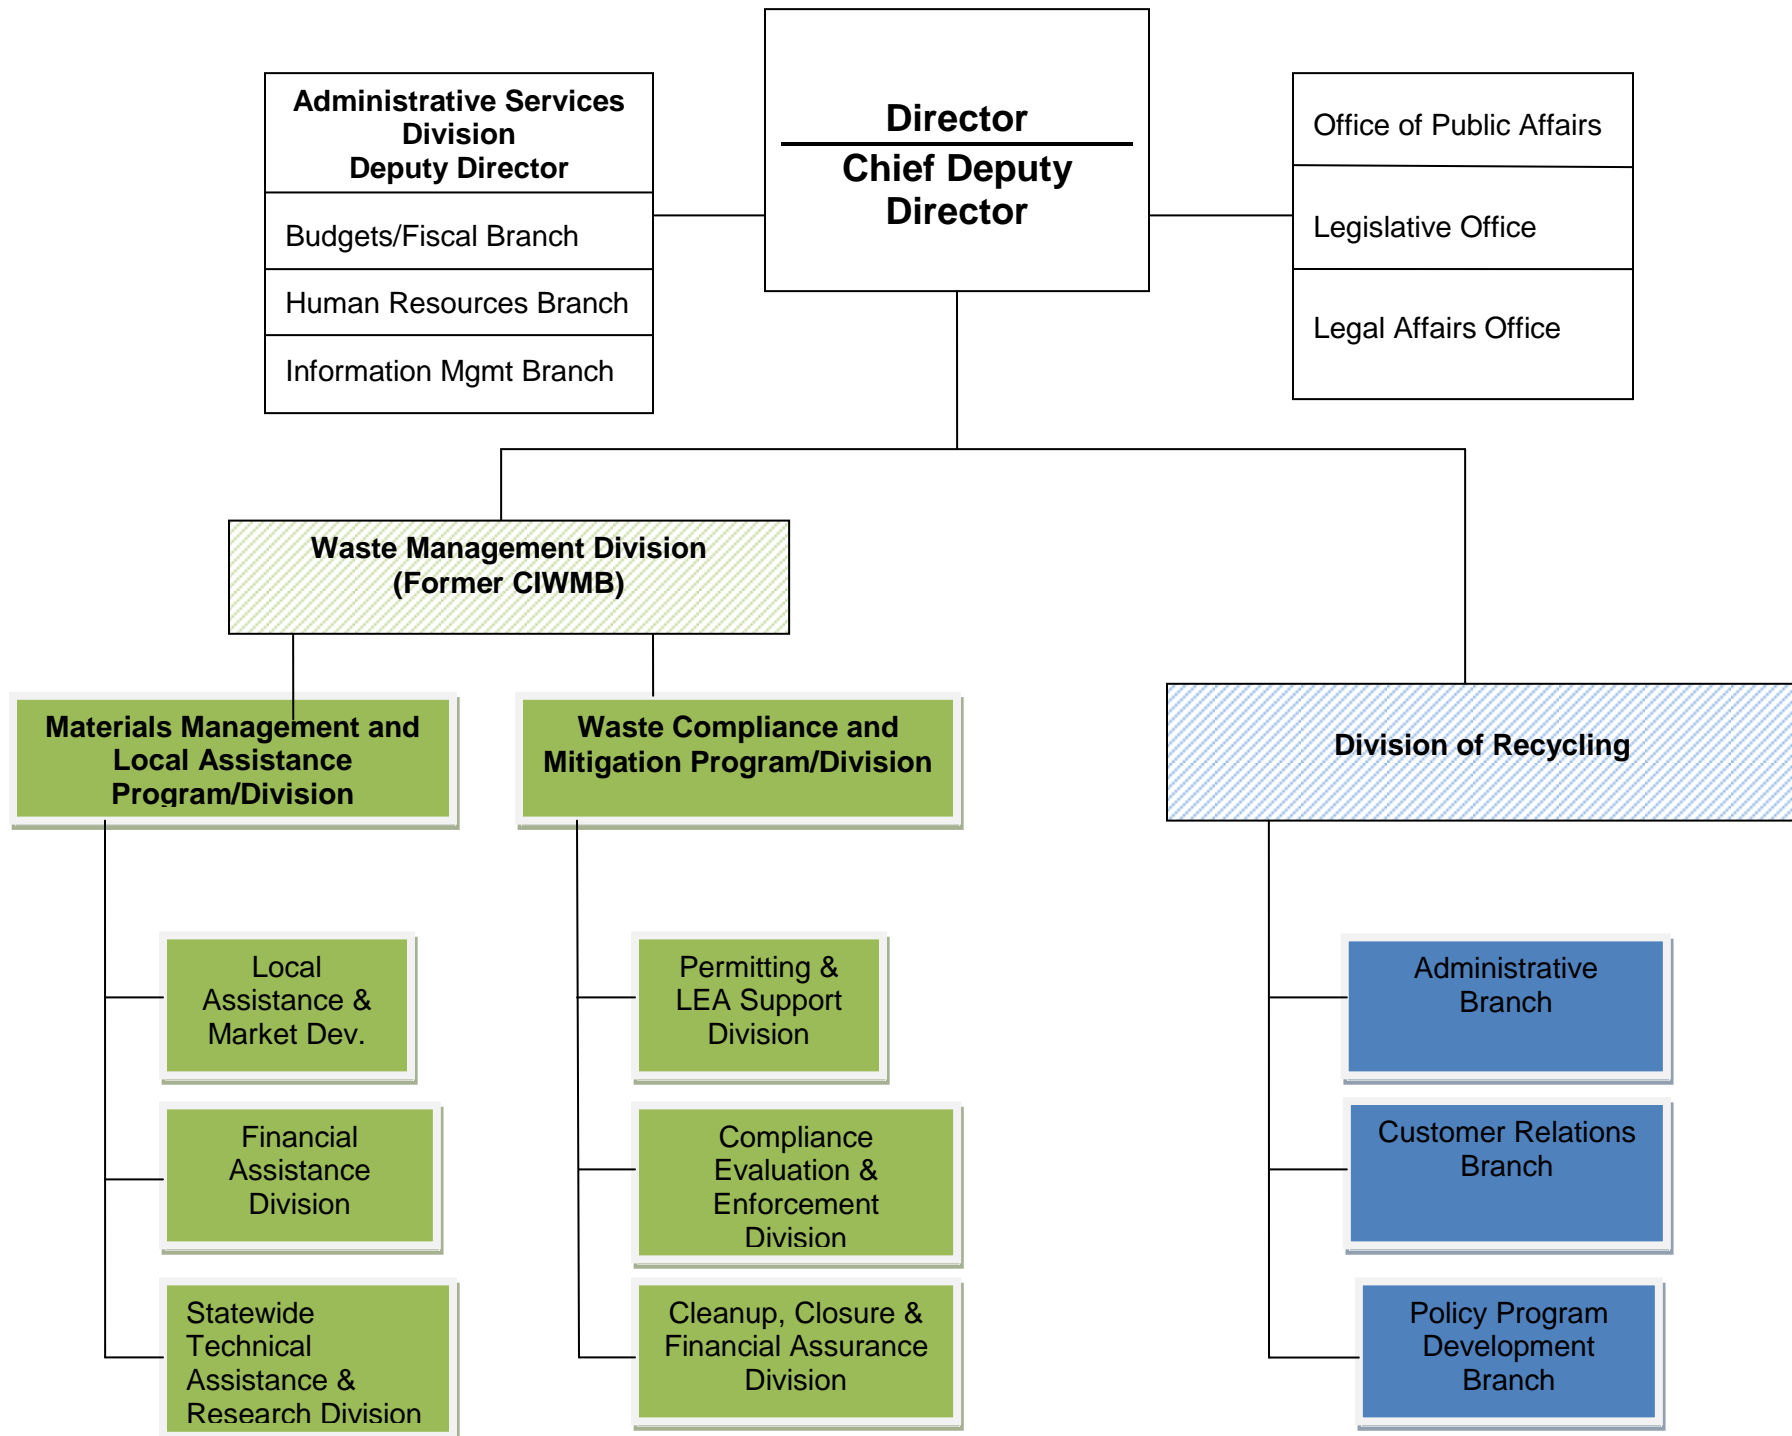 Director
Chief Deputy
Director
Administrative Services
Division
Deputy Director
Budgets/Fiscal Branch
Human Resources Branch
Information Mgmt Branch
Office of Public Affairs
Legislative Office
Legal Affairs Office
Waste Management Division
(Former CIWMB)
Materials Management and
Local Assistance
Program/Division
Waste Compliance and
Mitigation Program/Division
Division of Recycling
Local
Assistance &
Market Dev.
Financial
Assistance
Division
Statewide
Technical
Assistance &
Research Division
Permitting &
LEA Support
Division
Compliance
Evaluation &
Enforcement
Division
Cleanup, Closure &
Financial Assurance
Division
Administrative
Branch
Customer Relations
Branch
Policy Program
Development
Branch